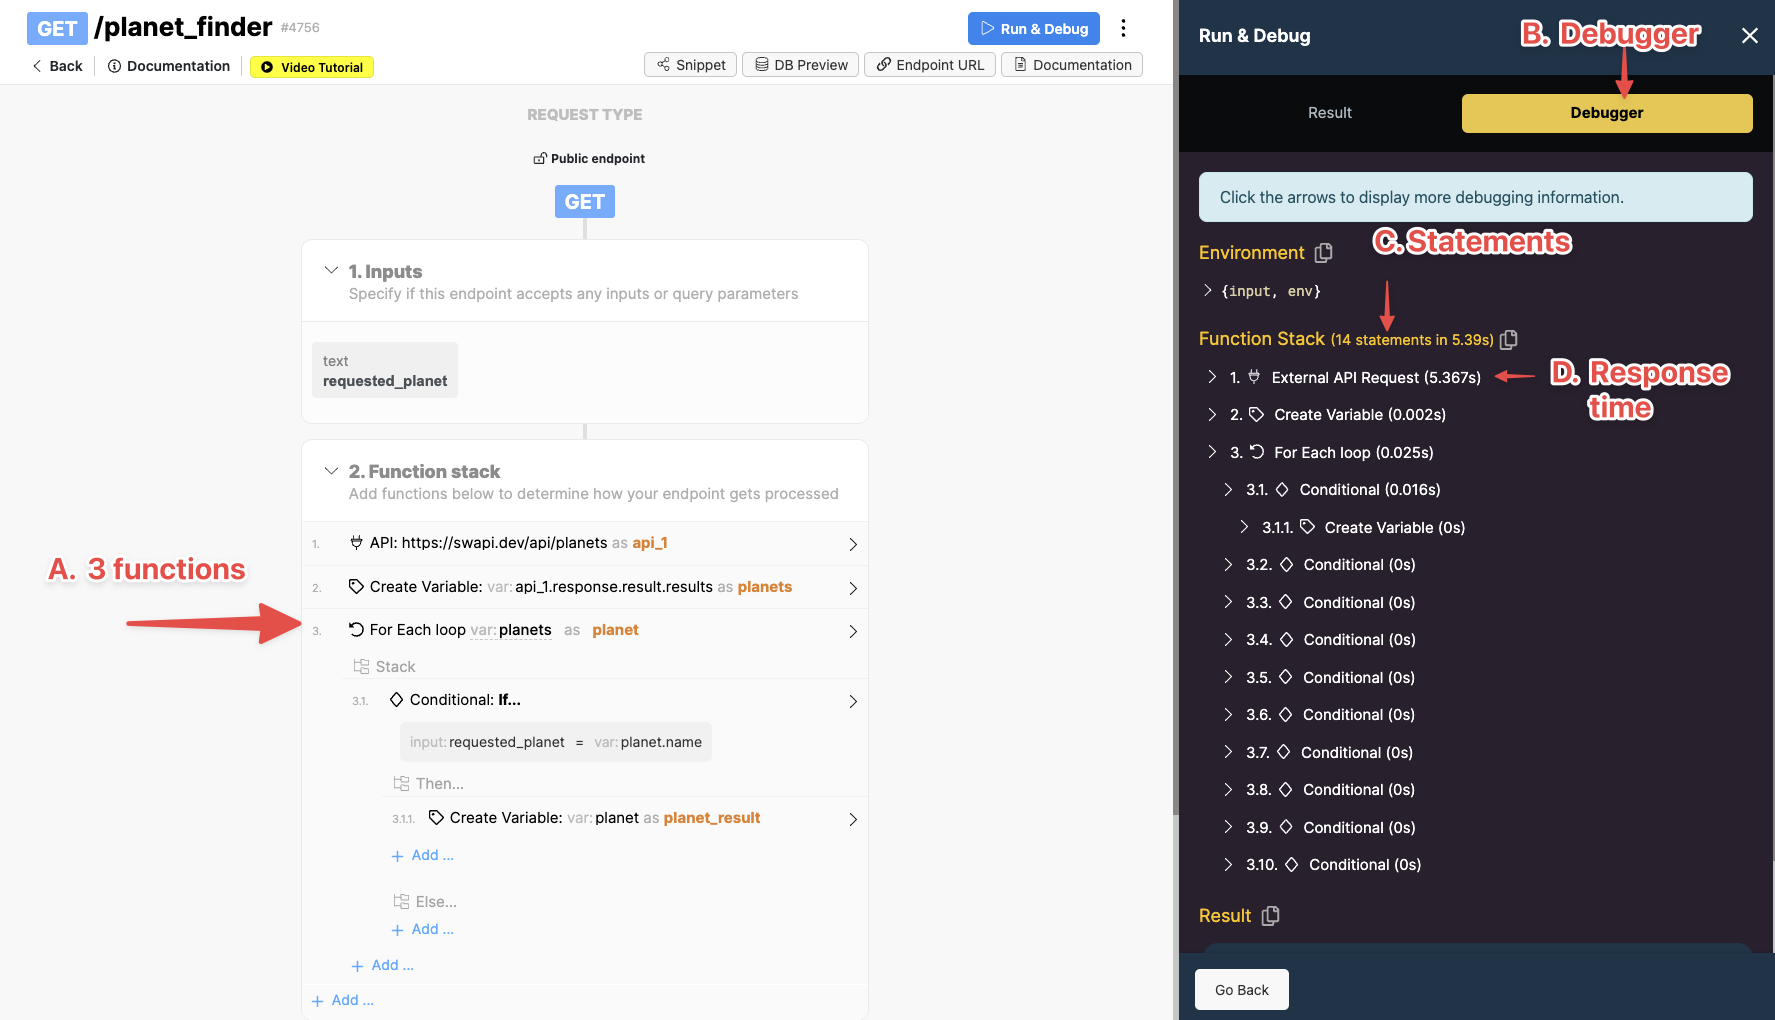 GET /planet_finder #4756
Run & Debug
Back
Documentation
Video Tutorial
Snippet
DB Preview
Endpoint URL
Documentation
REQUEST TYPE
Public endpoint
GET
1. Inputs
Specify if this endpoint accepts any inputs or query parameters
text
requested_planet
2. Function stack
Add functions below to determine how your endpoint gets processed
1. API: https://swapi.dev/api/planets as api_1
2. Create Variable: var: api_1.response.result.results as planets
A. 3 functions
3. For Each loop var: planets as planet
Stack
3.1. Conditional: If...
input: requested_planet = var: planet.name
Then...
3.1.1. Create Variable: var: planet as planet_result
+ Add ...
Else...
+ Add ...
+ Add ...
+ Add ...
Run & Debug
B. Debugger
Result
Debugger
Click the arrows to display more debugging information.
Environment
C. Statements
{input, env}
Function Stack (14 statements in 5.39s)
1. External API Request (5.367s)
D. Response
time
2. Create Variable (0.002s)
3. For Each loop (0.025s)
3.1. Conditional (0.016s)
3.1.1. Create Variable (0s)
3.2. Conditional (0s)
3.3. Conditional (0s)
3.4. Conditional (0s)
3.5. Conditional (0s)
3.6. Conditional (0s)
3.7. Conditional (0s)
3.8. Conditional (0s)
3.9. Conditional (0s)
3.10. Conditional (0s)
Result
Go Back